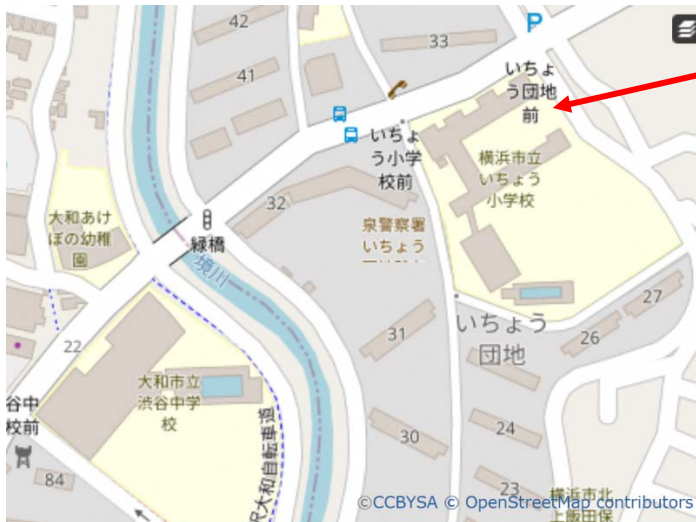 42
33
P
41
いちょ
う団地
前
いちょ
う小学
校前
横浜市立
いちょう
小学校
32
大和あけ
ぼの幼稚
園
緑橋
泉警察署
いちょう
境川
27
22
31
いちょう
団地
26
大和市立
渋谷中学
校
谷中
校前
24
30
沢大和自転車道
84
23
横浜市北
上飯田保
©CCBYSA © OpenStreetMap contributors